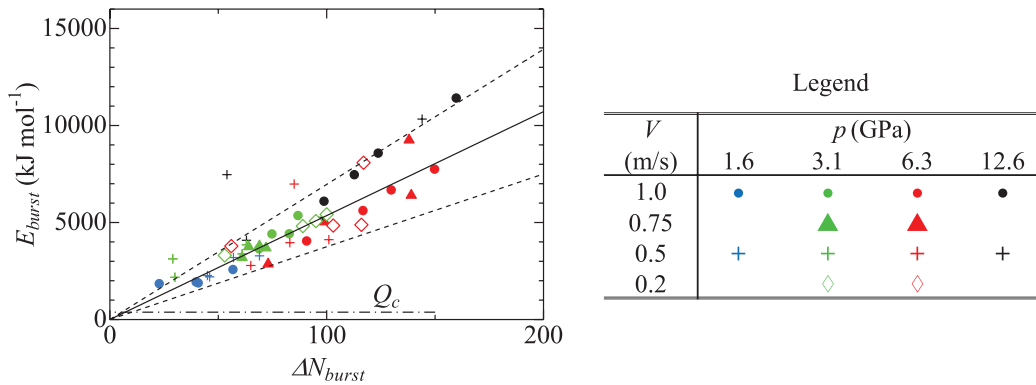 15000
10000
5000
0
E_burst (kJ mol⁻¹)
Q_c
0 100 200
ΔN_burst
Legend
V p (GPa)
(m/s) 1.6 3.1 6.3 12.6
1.0
0.75
0.5
0.2